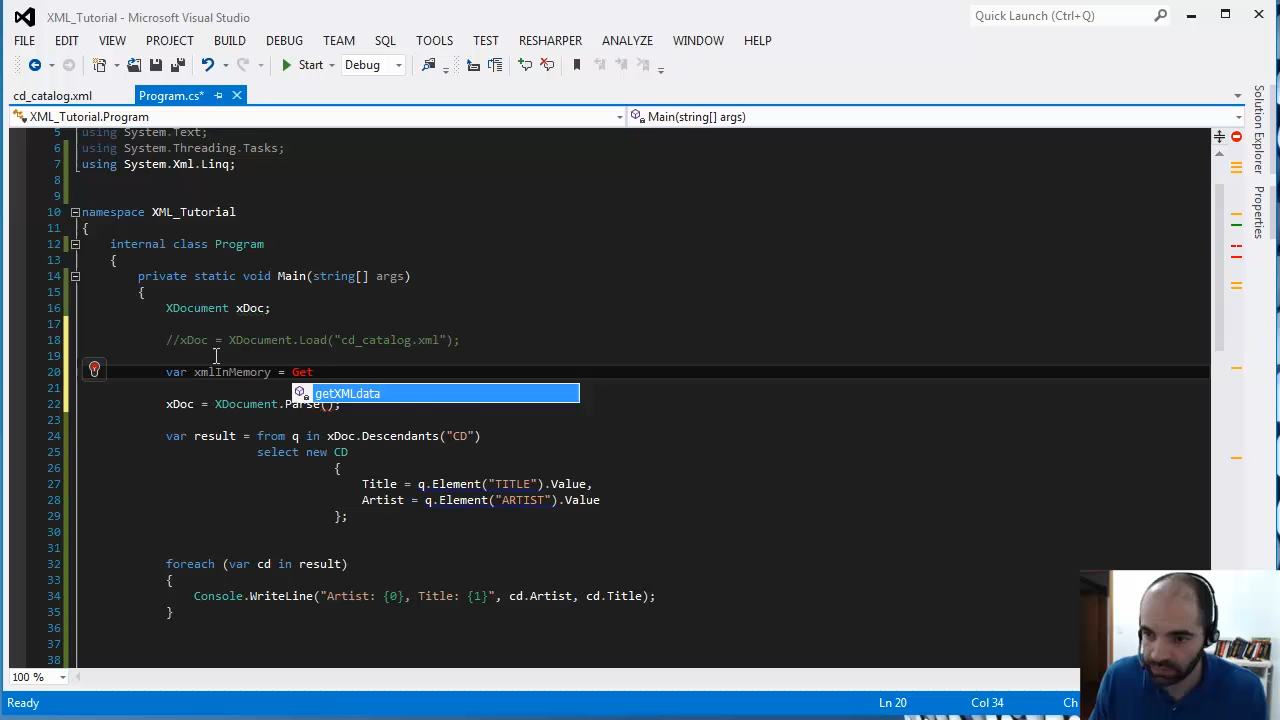 XML_Tutorial - Microsoft Visual Studio
Quick Launch (Ctrl+Q)
FILE EDIT VIEW PROJECT BUILD DEBUG TEAM SQL TOOLS TEST RESHARPER ANALYZE WINDOW HELP
Start Debug
cd_catalog.xml Program.cs*
XML_Tutorial.Program Main(string[] args)
5 using System.Text;
6 using System.Threading.Tasks;
7 using System.Xml.Linq;
8
9
10 namespace XML_Tutorial
11 {
12 internal class Program
13 {
14 private static void Main(string[] args)
15 {
16 XDocument xDoc;
17
18 //xDoc = XDocument.Load("cd_catalog.xml");
19
20 var xmlInMemory = Get
21 getXMLdata
22 xDoc = XDocument.Parse();
23
24 var result = from q in xDoc.Descendants("CD")
25 select new CD
26 {
27 Title = q.Element("TITLE").Value,
28 Artist = q.Element("ARTIST").Value
29 };
30
31
32 foreach (var cd in result)
33 {
34 Console.WriteLine("Artist: {0}, Title: {1}", cd.Artist, cd.Title);
35 }
36
37
38
100 %
Ready Ln 20 Col 34 Ch
Solution Explorer
Properties